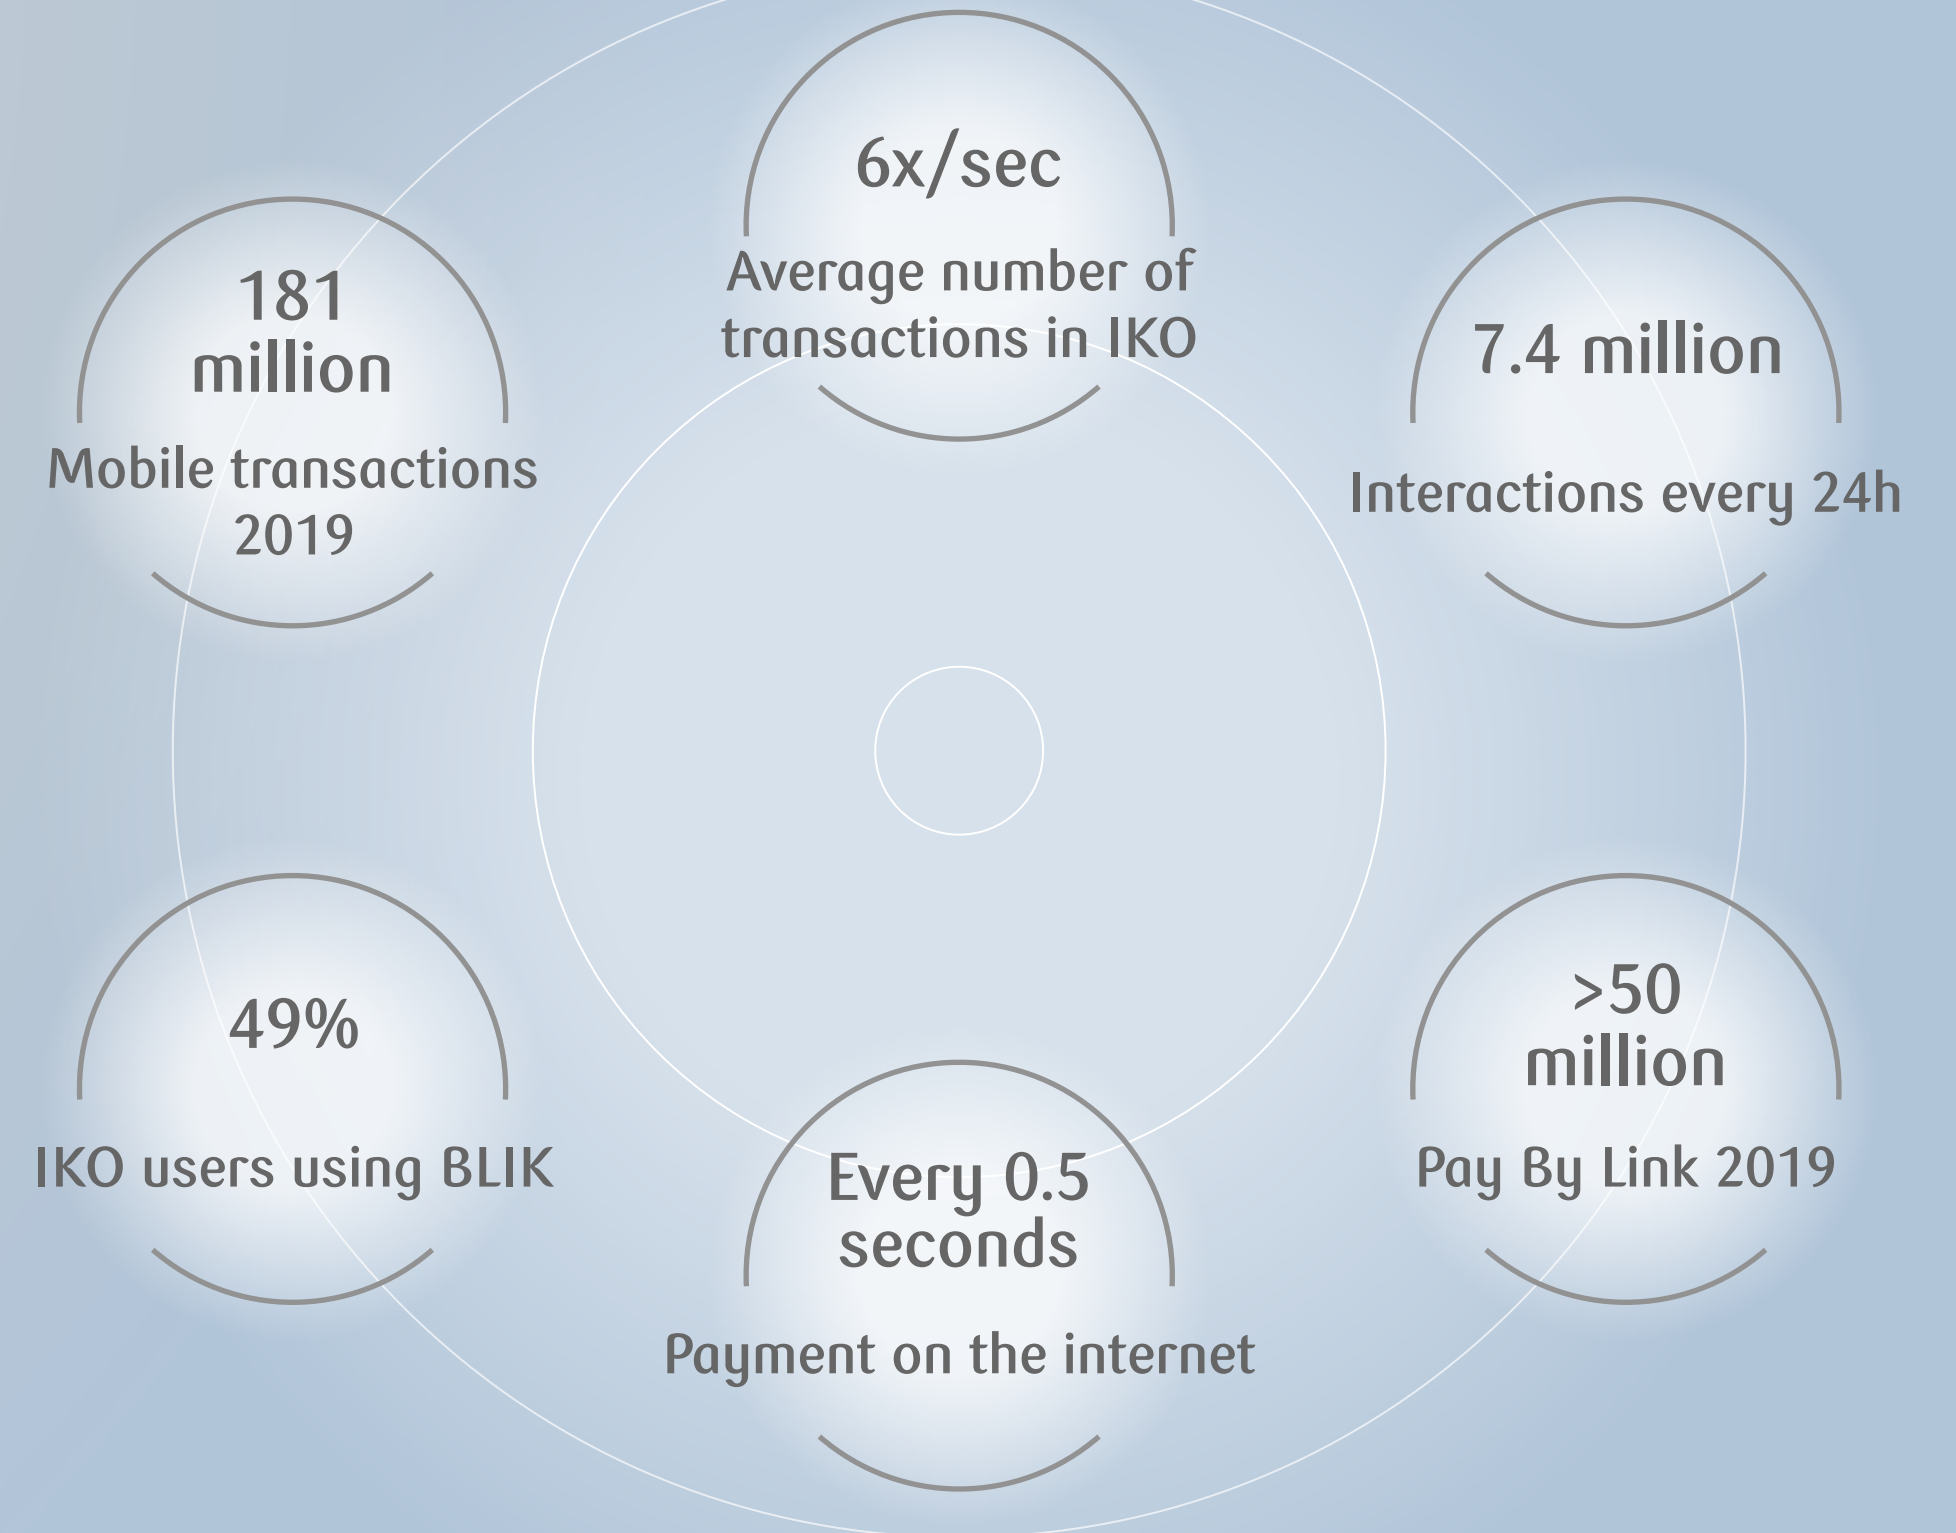 6x/sec
Average number of
transactions in IKO
181
million
Mobile transactions
2019
7.4 million
Interactions every 24h
49%
IKO users using BLIK
Every 0.5
seconds
Payment on the internet
>50
million
Pay By Link 2019